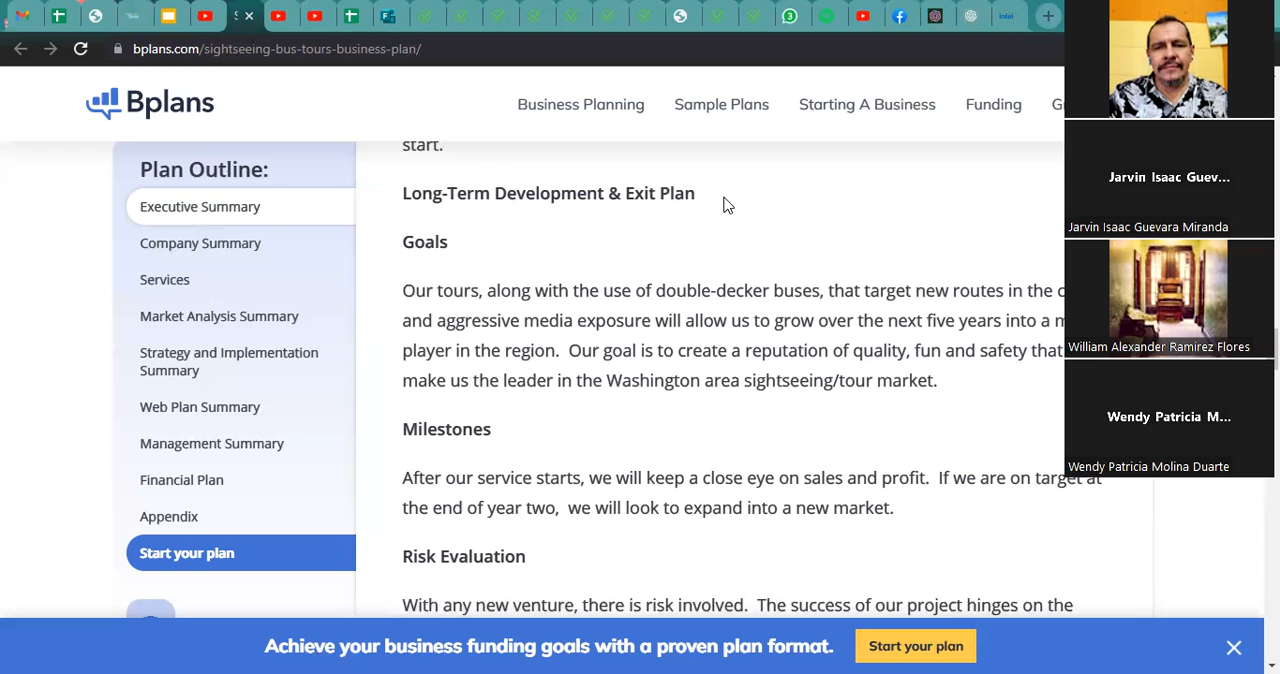 S
3
intel
bplans.com/sightseeing-bus-tours-business-plan/
Bplans
Business Planning
Sample Plans
Starting A Business
Funding
G
Plan Outline:
Executive Summary
Company Summary
Services
Market Analysis Summary
Strategy and Implementation
Summary
Web Plan Summary
Management Summary
Financial Plan
Appendix
Start your plan
start.
Long-Term Development & Exit Plan
Goals
Our tours, along with the use of double-decker buses, that target new routes in the c
and aggressive media exposure will allow us to grow over the next five years into a m
player in the region. Our goal is to create a reputation of quality, fun and safety that
make us the leader in the Washington area sightseeing/tour market.
Milestones
After our service starts, we will keep a close eye on sales and profit. If we are on target at
the end of year two, we will look to expand into a new market.
Risk Evaluation
With any new venture, there is risk involved. The success of our project hinges on the
Achieve your business funding goals with a proven plan format.
Start your plan
Jarvin Isaac Guev...
Jarvin Isaac Guevara Miranda
William Alexander Ramirez Flores
Wendy Patricia M...
Wendy Patricia Molina Duarte